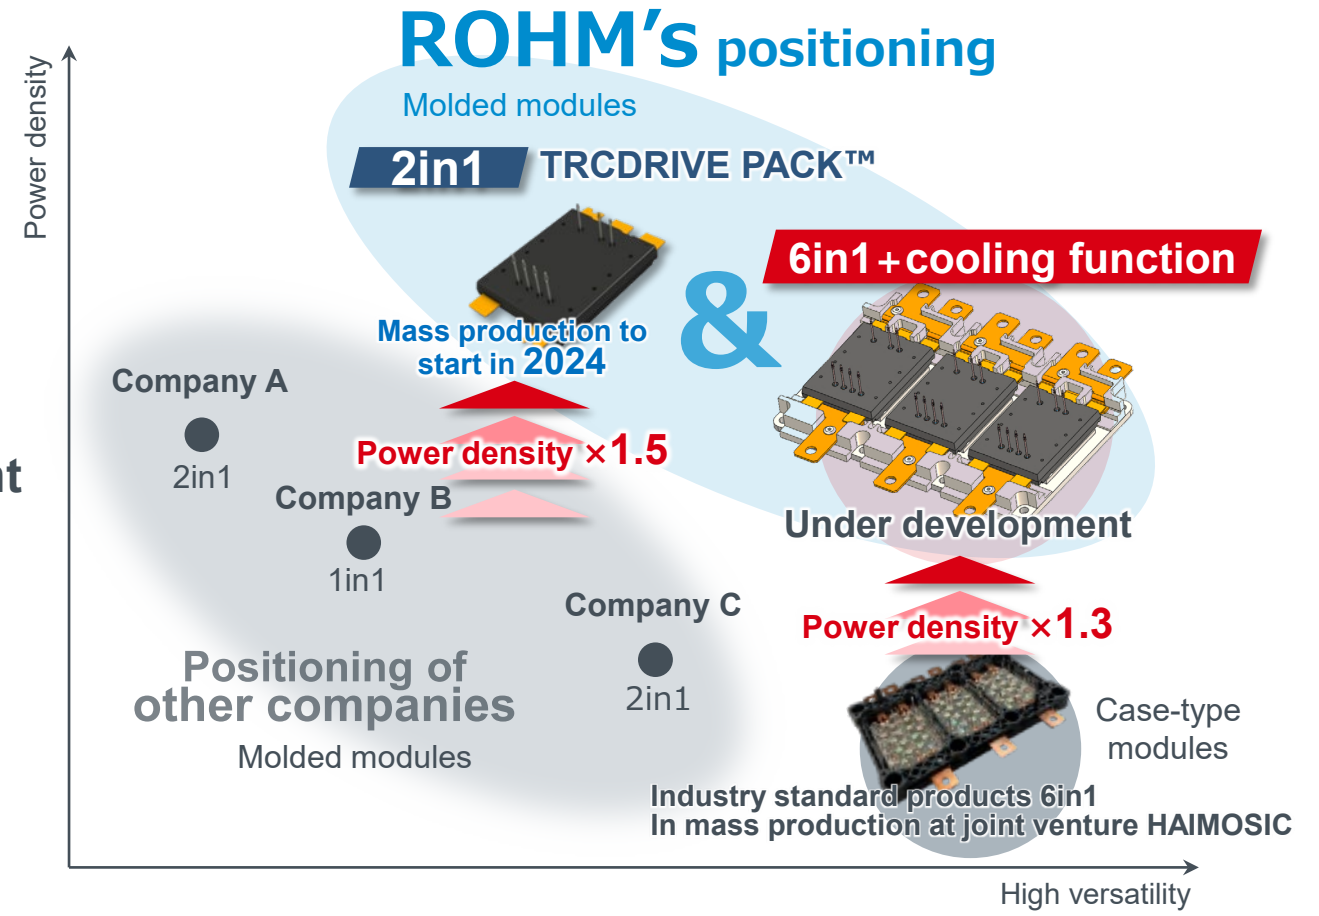 ROHM's positioning
Power density
Molded modules
2in1
TRCDRIVE PACK™
6in1+cooling function
&
Mass production to
start in 2024
Company A
2in1
Power density ×1.5
nt
Company B
1in1
Under development
Company C
2in1
Power density ×1.3
Positioning of
other companies
Molded modules
Case-type
modules
Industry standard products 6in1
In mass production at joint venture HAIMOSIC
High versatility